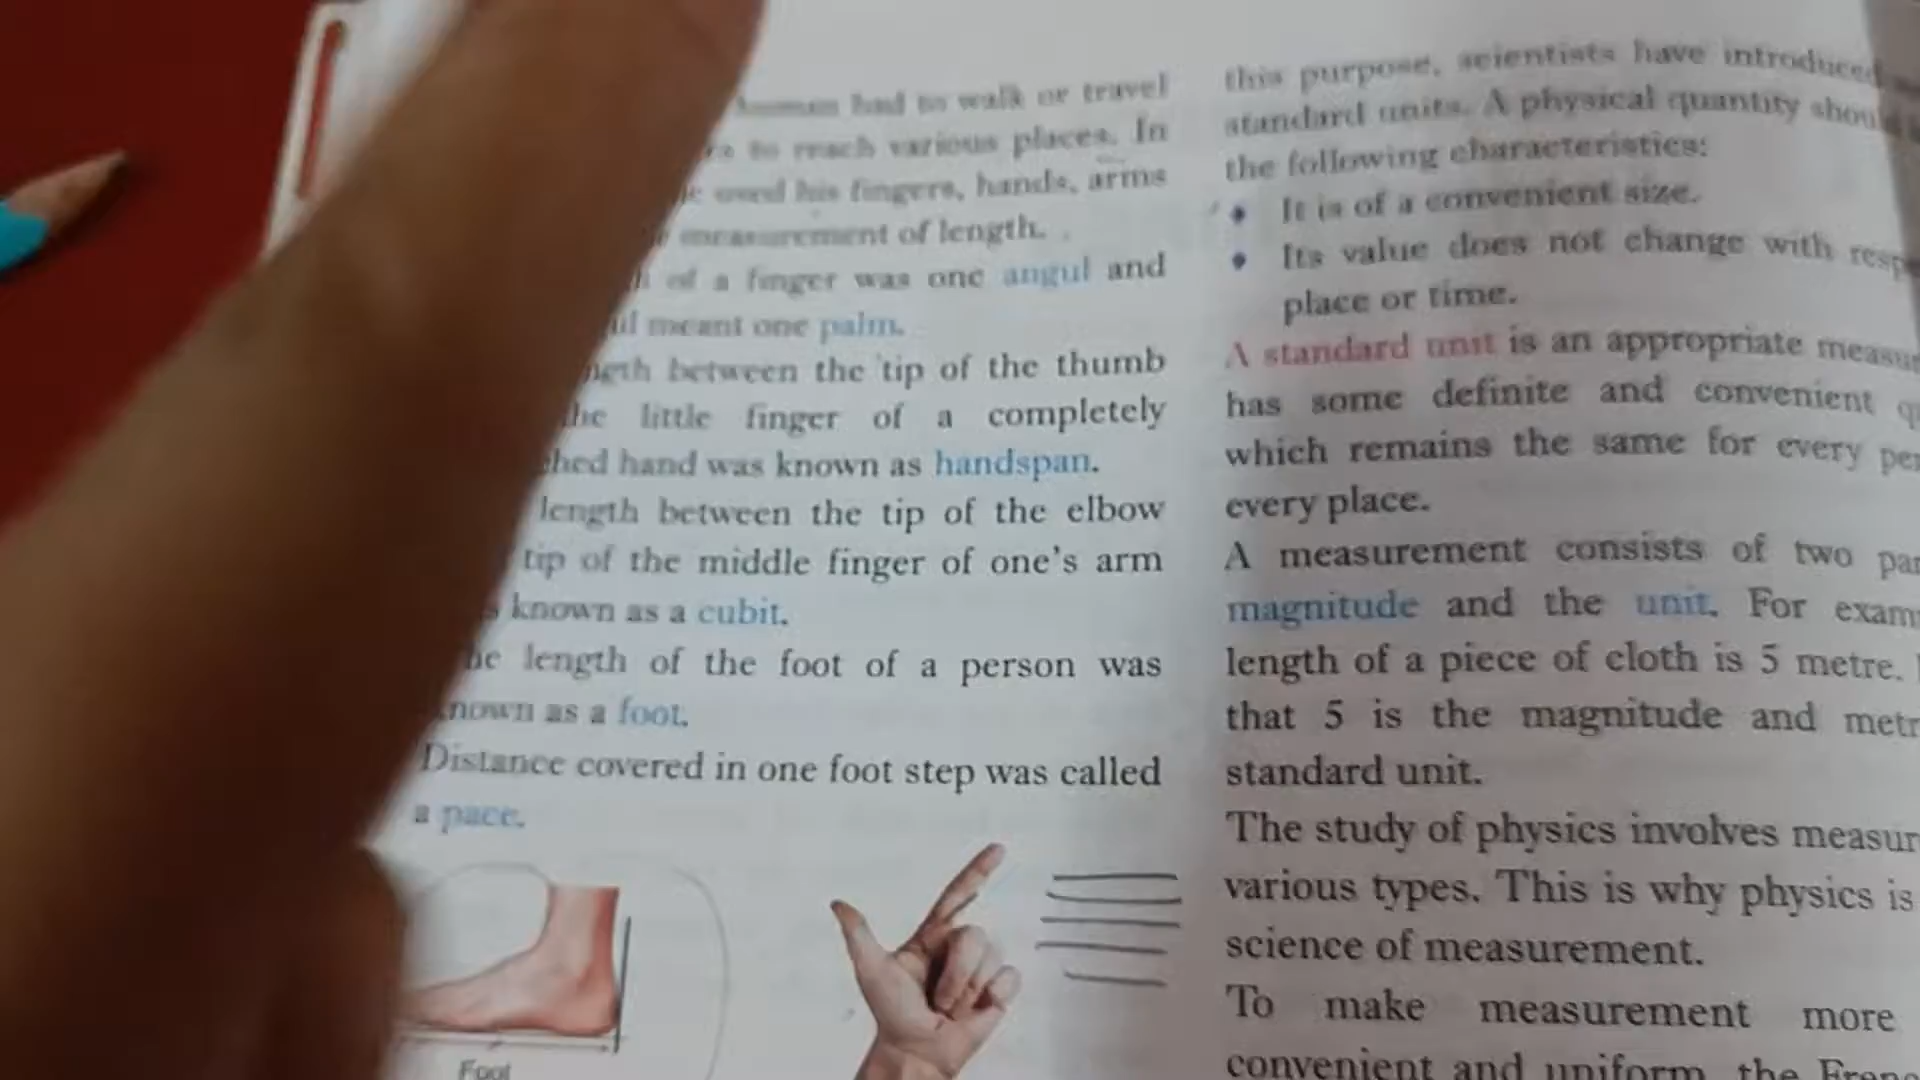 had to walk or travel
to reach various places. In
used his fingers, hands, arms
measurement of length.
of a finger was one angul and
meant one palm.
between the tip of the thumb
little finger of a completely
hand was known as handspan.
length between the tip of the elbow
tip of the middle finger of one's arm
known as a cubit.
length of the foot of a person was
known as a foot.
Distance covered in one foot step was called
a pace.
Foot
this purpose, scientists have introduced
standard units. A physical quantity should
the following characteristics:
• It is of a convenient size.
• Its value does not change with
place or time.
A standard unit is an appropriate
has some definite and convenient
which remains the same for every
every place.
A measurement consists of two
magnitude and the unit. For
length of a piece of cloth is 5 metre.
that 5 is the magnitude and
standard unit.
The study of physics involves
various types. This is why physics is
science of measurement.
To make measurement more
convenient and uniform, the